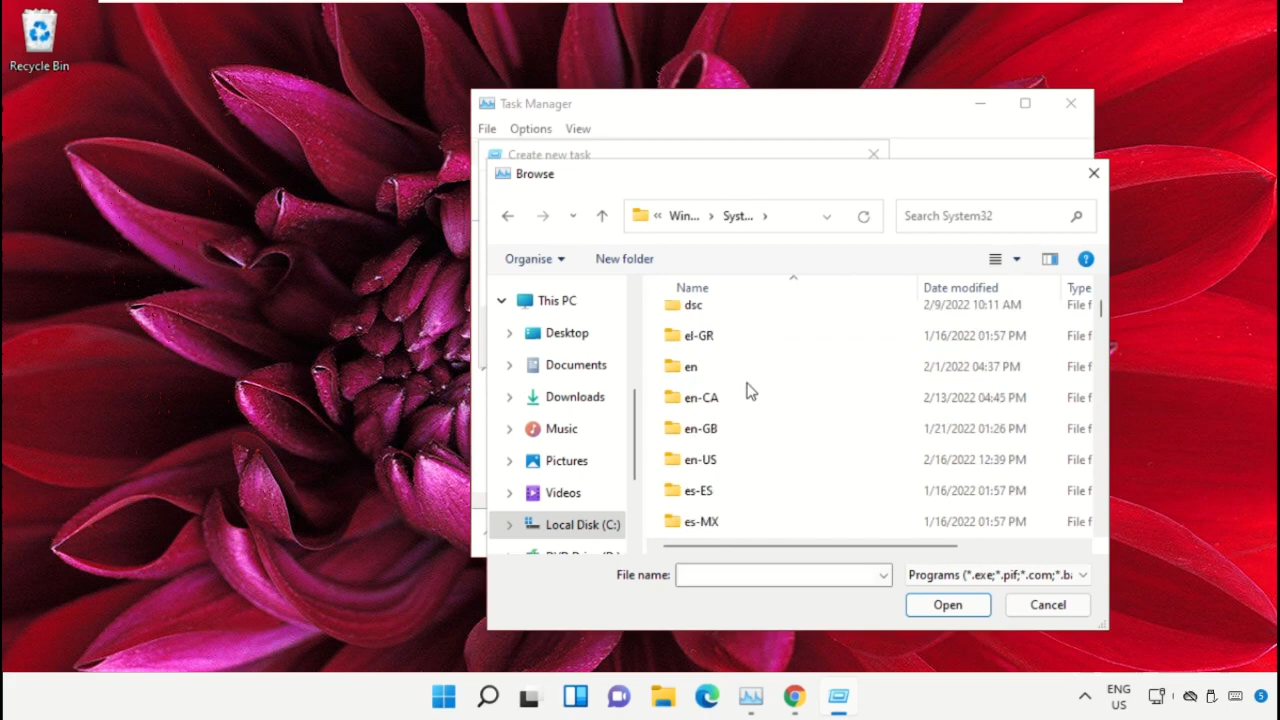 Recycle Bin
Task Manager
File Options View
Create new task
Browse
« Win... › Syst... ›
Search System32
Organise New folder
Name Date modified Type
This PC
Desktop
Documents
Downloads
Music
Pictures
Videos
Local Disk (C:)
dsc 2/9/2022 10:11 AM File f
el-GR 1/16/2022 01:57 PM File f
en 2/1/2022 04:37 PM File f
en-CA 2/13/2022 04:45 PM File f
en-GB 1/21/2022 01:26 PM File f
en-US 2/16/2022 12:39 PM File f
es-ES 1/16/2022 01:57 PM File f
es-MX 1/16/2022 01:57 PM File f
File name: Programs (*.exe;*.pif;*.com;*.ba
Open Cancel
ENG
US
5